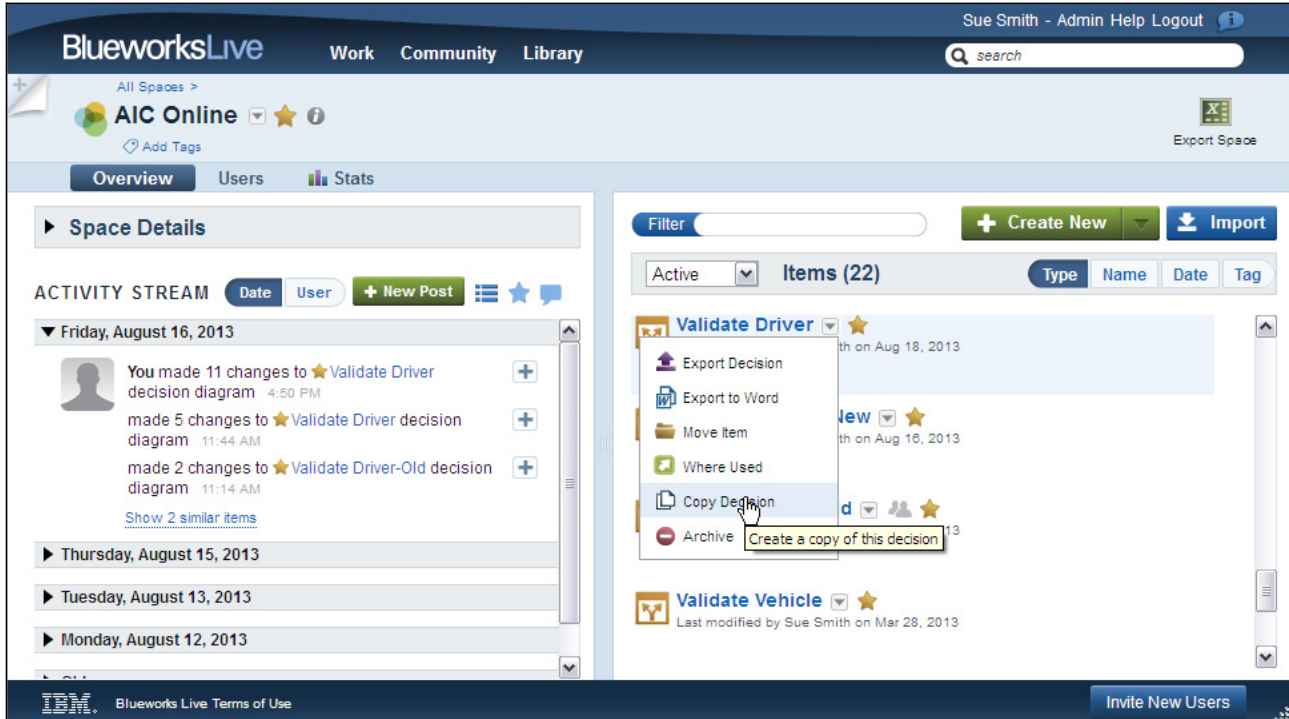 Sue Smith - Admin Help Logout
BlueworksLive
Work Community Library
search
All Spaces >
AIC Online
Add Tags
Export Space
Overview Users Stats
Space Details
ACTIVITY STREAM Date User + New Post
Friday, August 16, 2013
You made 11 changes to Validate Driver
decision diagram 4:50 PM
made 5 changes to Validate Driver decision
diagram 11:44 AM
made 2 changes to Validate Driver-Old decision
diagram 11:14 AM
Show 2 similar items
Thursday, August 15, 2013
Tuesday, August 13, 2013
Monday, August 12, 2013
Filter
+ Create New
Import
Active Items (22) Type Name Date Tag
Validate Driver
th on Aug 18, 2013
Export Decision
Export to Word
Move Item
Where Used
Copy Decision
Archive
Create a copy of this decision
New
th on Aug 16, 2013
d
13
Validate Vehicle
Last modified by Sue Smith on Mar 28, 2013
IBM. Blueworks Live Terms of Use
Invite New Users